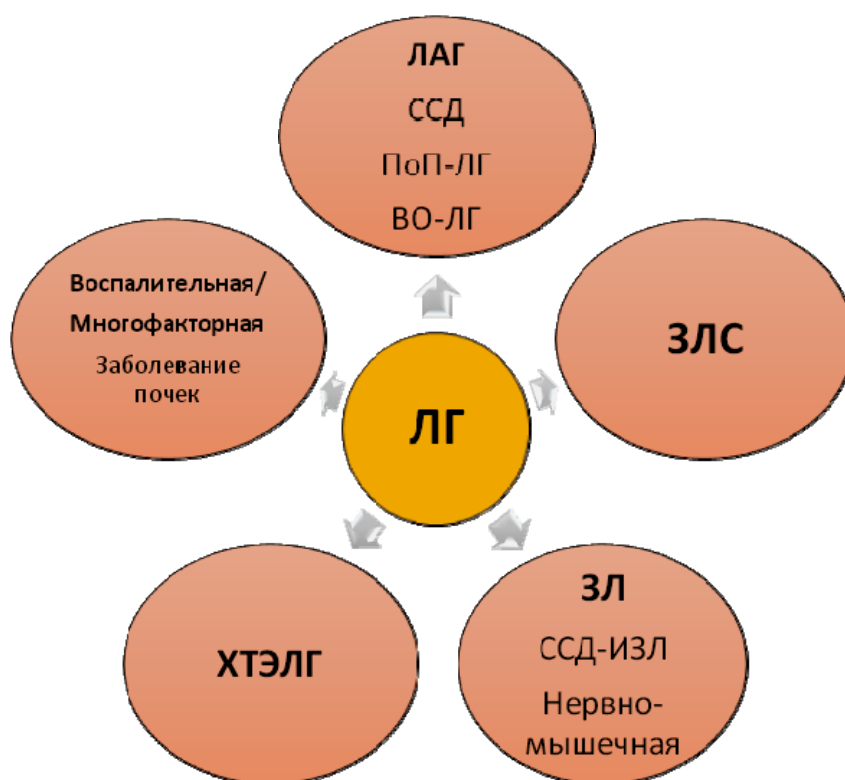 ЛАГ
ССД
ПоП-ЛГ
ВО-ЛГ
Воспалительная/
Многофакторная
Заболевание
почек
ЗЛС
ЛГ
ХТЭЛГ
ЗЛ
ССД-ИЗЛ
Нервно-
мышечная